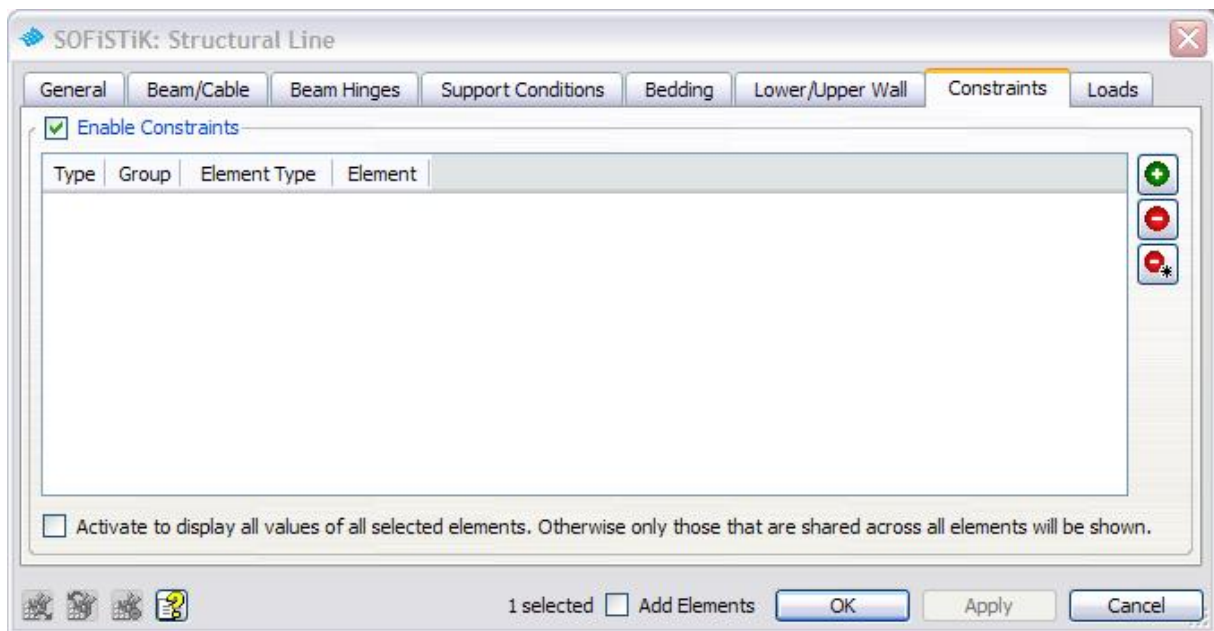 SOFiSTiK: Structural Line
General Beam/Cable Beam Hinges Support Conditions Bedding Lower/Upper Wall Constraints Loads
Enable Constraints
Type Group Element Type Element
Activate to display all values of all selected elements. Otherwise only those that are shared across all elements will be shown.
1 selected Add Elements OK Apply Cancel